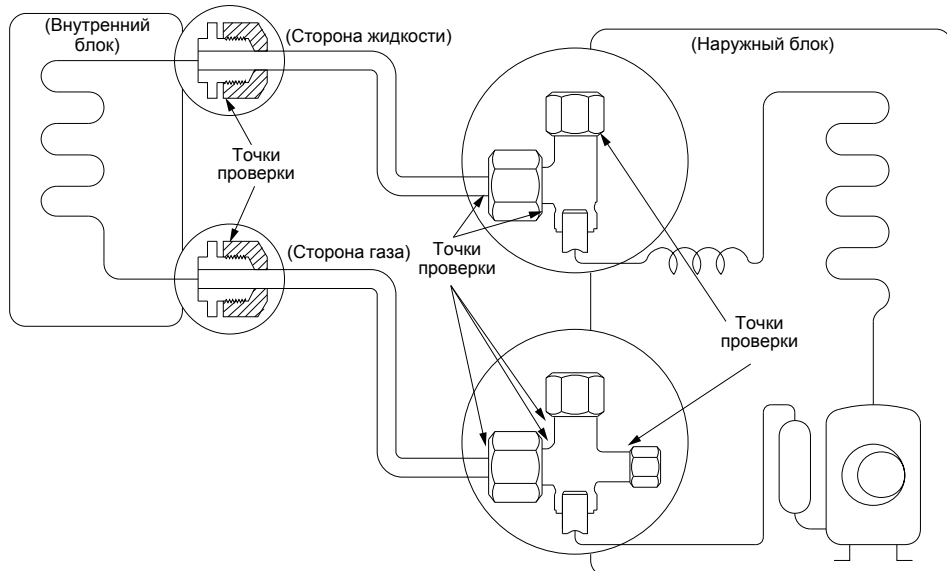 (Внутренний
блок)
(Сторона жидкости)
(Наружный блок)
Точки
проверки
(Сторона газа)
Точки
проверки
Точки
проверки